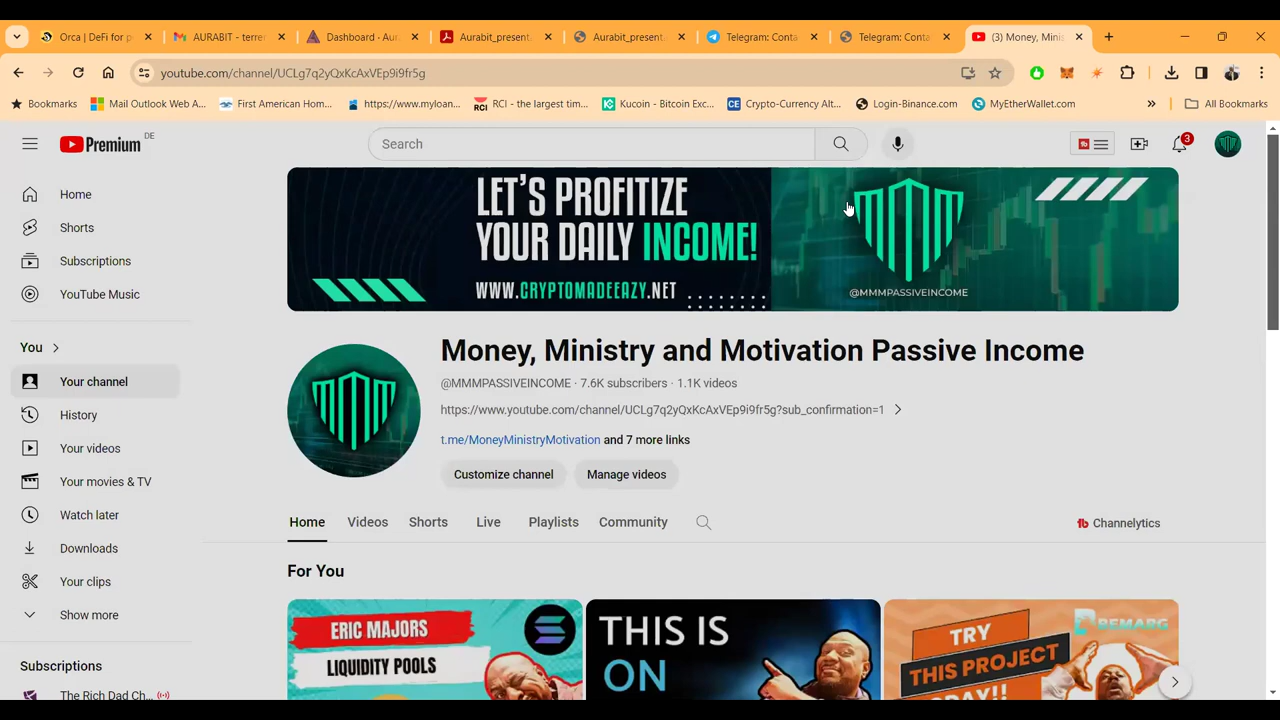 Orca | DeFi for p
AURABIT - terre
Dashboard - Au
Aurabit_present
Aurabit_present
Telegram: Conta
Telegram: Conta
(3) Money, Minis
youtube.com/channel/UCLg7q2yQxKcAxVEp9i9fr5g
Bookmarks
Mail Outlook Web A...
First American Hom...
https://www.myloan...
RCI - the largest tim...
Kucoin - Bitcoin Exc...
Crypto-Currency Alt...
Login-Binance.com
MyEtherWallet.com
All Bookmarks
Premium DE
Search
3
Home
Shorts
Subscriptions
YouTube Music
You
Your channel
History
Your videos
Your movies & TV
Watch later
Downloads
Your clips
Show more
Subscriptions
The Rich Dad Ch...
LET'S PROFITIZE
YOUR DAILY INCOME!
WWW.CRYPTOMADEEAZY.NET
@MMMPASSIVEINCOME
Money, Ministry and Motivation Passive Income
@MMMPASSIVEINCOME · 7.6K subscribers · 1.1K videos
https://www.youtube.com/channel/UCLg7q2yQxKcAxVEp9i9fr5g?sub_confirmation=1
t.me/MoneyMinistryMotivation and 7 more links
Customize channel
Manage videos
Home
Videos
Shorts
Live
Playlists
Community
Channelytics
For You
ERIC MAJORS
LIQUIDITY POOLS
THIS IS
ON
TRY
THIS PROJECT
REMARG